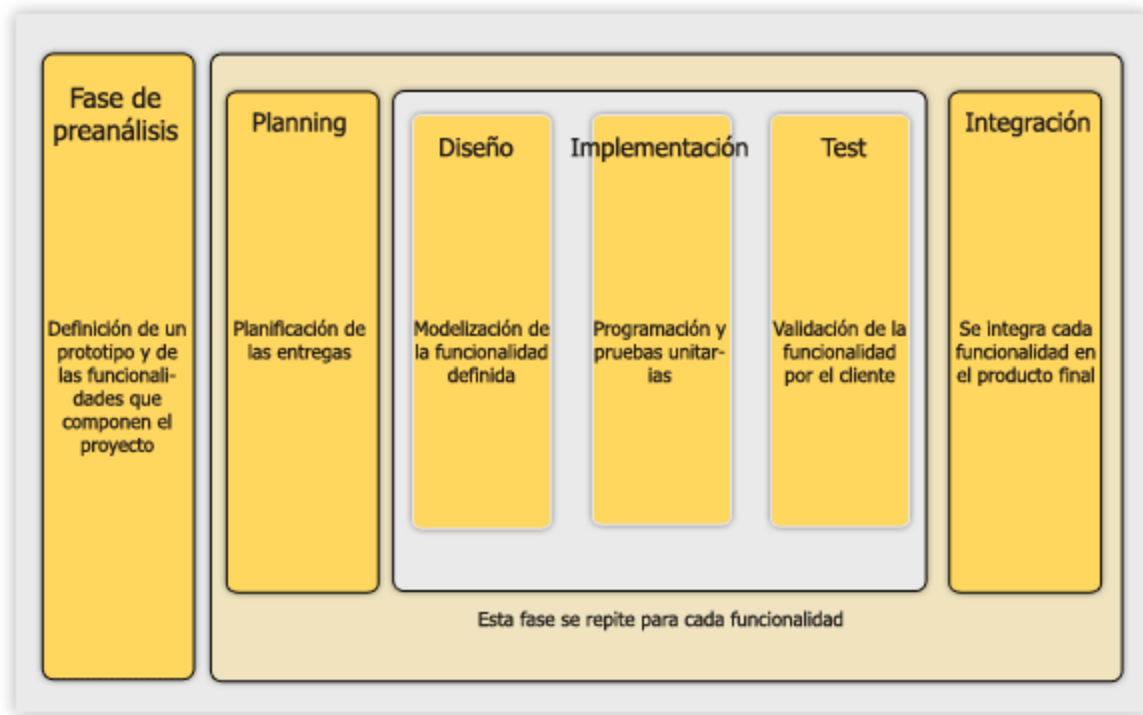 Fase de
preanálisis
Definición de un
prototipo y de
las funcionali-
dades que
componen el
proyecto
Planning
Planificación de
las entregas
Diseño
Modelización de
la funcionalidad
definida
Implementación
Programación y
pruebas unitar-
ias
Test
Validación de la
funcionalidad
por el cliente
Integración
Se integra cada
funcionalidad en
el producto final
Esta fase se repite para cada funcionalidad